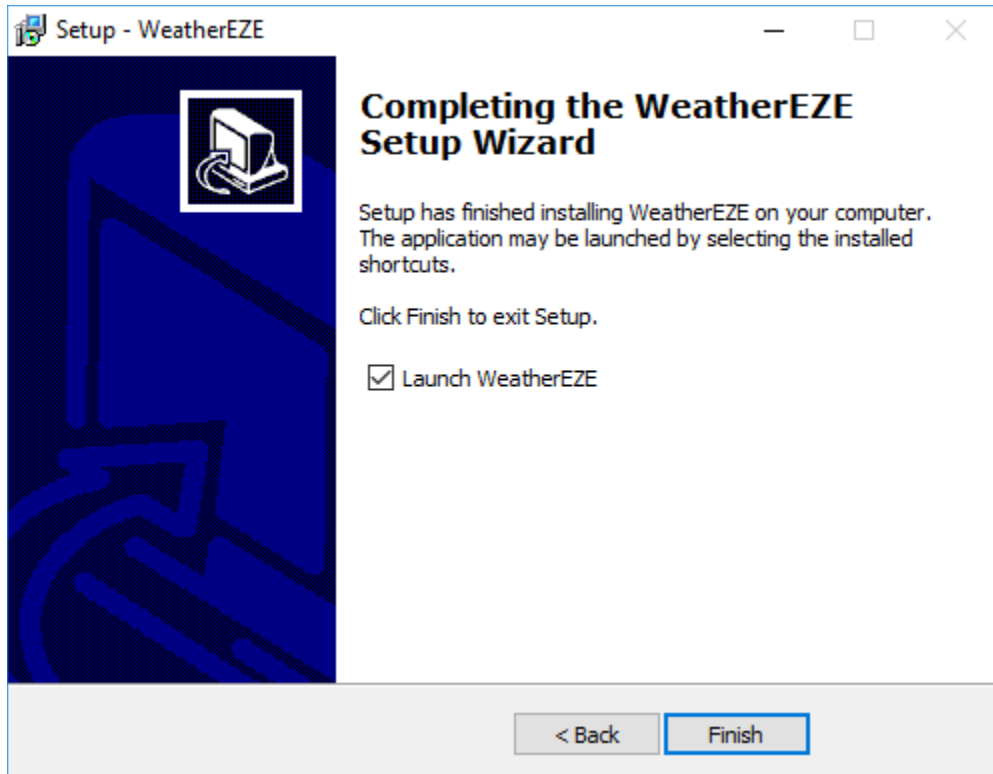 Setup - WeatherEZE
Completing the WeatherEZE
Setup Wizard
Setup has finished installing WeatherEZE on your computer.
The application may be launched by selecting the installed
shortcuts.
Click Finish to exit Setup.
Launch WeatherEZE
< Back
Finish